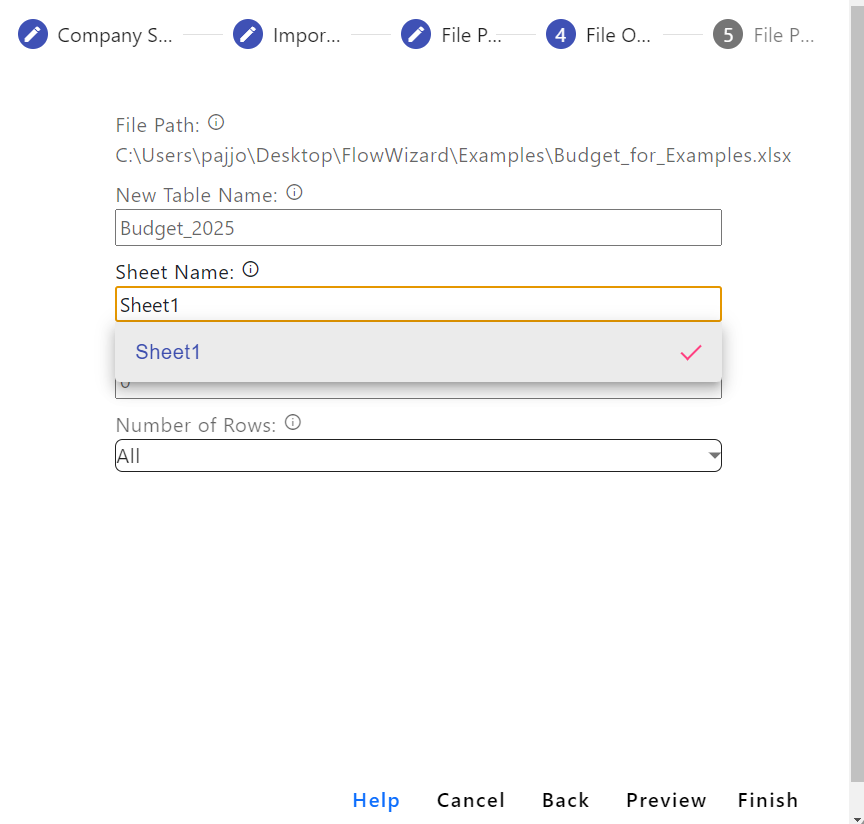 Company S... Impor... File P... 4 File O... 5 File P...
File Path:
C:\Users\pajjo\Desktop\FlowWizard\Examples\Budget_for_Examples.xlsx
New Table Name:
Budget_2025
Sheet Name:
Sheet1
Sheet1
Number of Rows:
All
Help Cancel Back Preview Finish